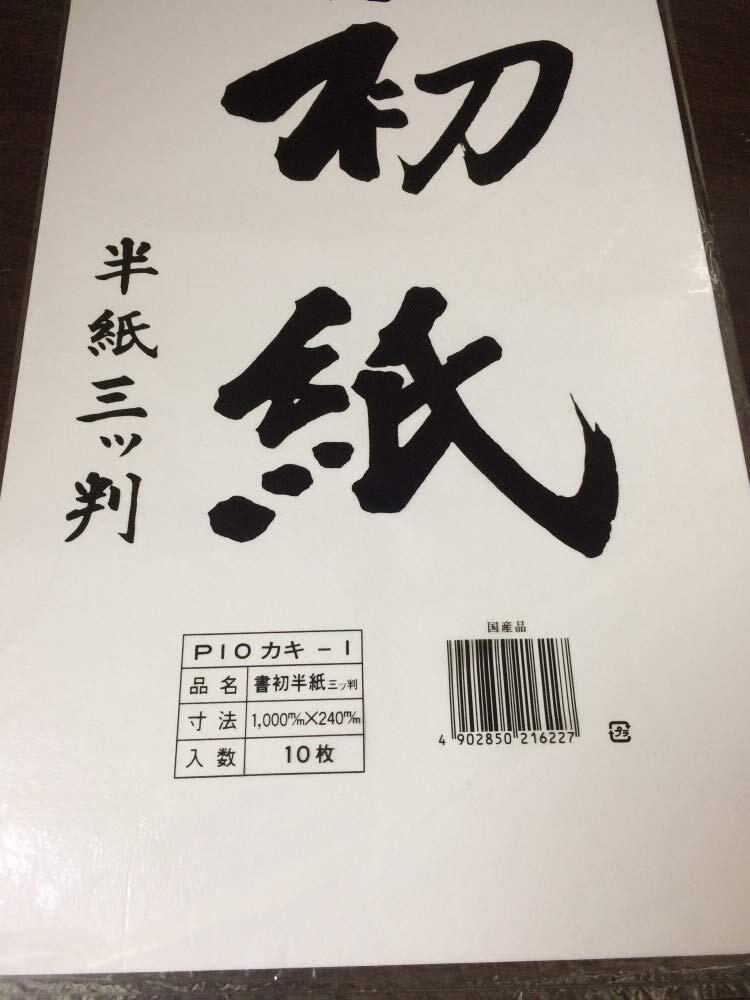 初紙
半紙三ッ判
P10カキ-1
品名 書初半紙三ッ判
寸法 1,000m/m×240m/m
入数 10枚
国産品
4 902850 216227
プラ